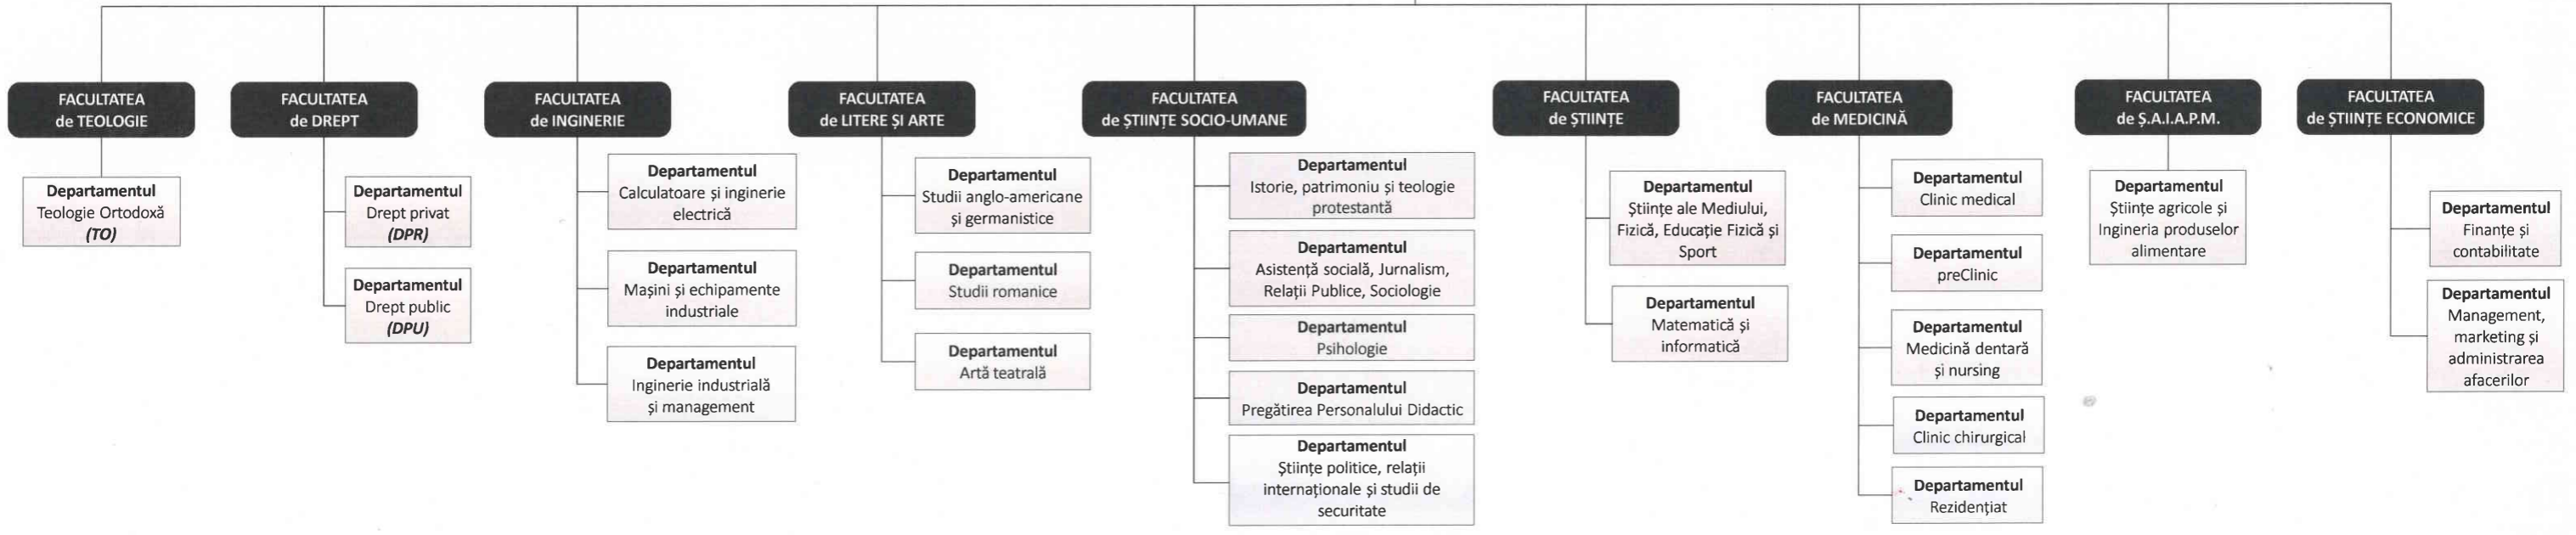 FACULTATEA
de TEOLOGIE
Departamentul
Teologie Ortodoxă
(TO)
FACULTATEA
de DREPT
Departamentul
Drept privat
(DPR)
Departamentul
Drept public
(DPU)
FACULTATEA
de INGINERIE
Departamentul
Calculatoare și inginerie
electrică
Departamentul
Mașini și echipamente
industriale
Departamentul
Inginerie industrială
și management
FACULTATEA
de LITERE ȘI ARTE
Departamentul
Studii anglo-americane
și germanistice
Departamentul
Studii romanice
Departamentul
Artă teatrală
FACULTATEA
de ȘTIINȚE SOCIO-UMANE
Departamentul
Istorie, patrimoniu și teologie
protestantă
Departamentul
Asistență socială, Jurnalism,
Relații Publice, Sociologie
Departamentul
Psihologie
Departamentul
Pregătirea Personalului Didactic
Departamentul
Științe politice, relații
internaționale și studii de
securitate
FACULTATEA
de ȘTIINȚE
Departamentul
Științe ale Mediului,
Fizică, Educație Fizică și
Sport
Departamentul
Matematică și
informatică
FACULTATEA
de MEDICINĂ
Departamentul
Clinic medical
Departamentul
preClinic
Departamentul
Medicină dentară
și nursing
Departamentul
Clinic chirurgical
Departamentul
Rezidențiat
FACULTATEA
de Ș.A.I.A.P.M.
Departamentul
Științe agricole și
Ingineria produselor
alimentare
FACULTATEA
de ȘTIINȚE ECONOMICE
Departamentul
Finanțe și
contabilitate
Departamentul
Management,
marketing și
administrarea
afacerilor